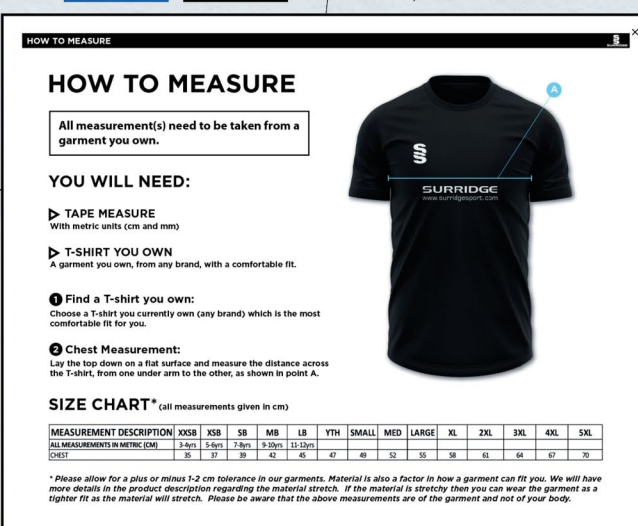 HOW TO MEASURE
SURRIDGE
HOW TO MEASURE
All measurement(s) need to be taken from a
garment you own.
YOU WILL NEED:
TAPE MEASURE
With metric units (cm and mm)
T-SHIRT YOU OWN
A garment you own, from any brand, with a comfortable fit.
1 Find a T-shirt you own:
Choose a T-shirt you currently own (any brand) which is the most
comfortable fit for you.
2 Chest Measurement:
Lay the top down on a flat surface and measure the distance across
the T-shirt, from one under arm to the other, as shown in point A.
A
SURRIDGE
www.surridgesport.com
SIZE CHART* (all measurements given in cm)
MEASUREMENT DESCRIPTION XXSB XSB SB MB LB YTH SMALL MED LARGE XL 2XL 3XL 4XL 5XL
ALL MEASUREMENTS IN METRIC (CM) 3-4yrs 5-6yrs 7-8yrs 9-10yrs 11-12yrs
CHEST 35 37 39 42 45 47 49 52 55 58 61 64 67 70
* Please allow for a plus or minus 1-2 cm tolerance in our garments. Material is also a factor in how a garment can fit you. We will have
more details in the product description regarding the material stretch. If the material is stretchy then you can wear the garment as a
tighter fit as the material will stretch. Please be aware that the above measurements are of the garment and not of your body.